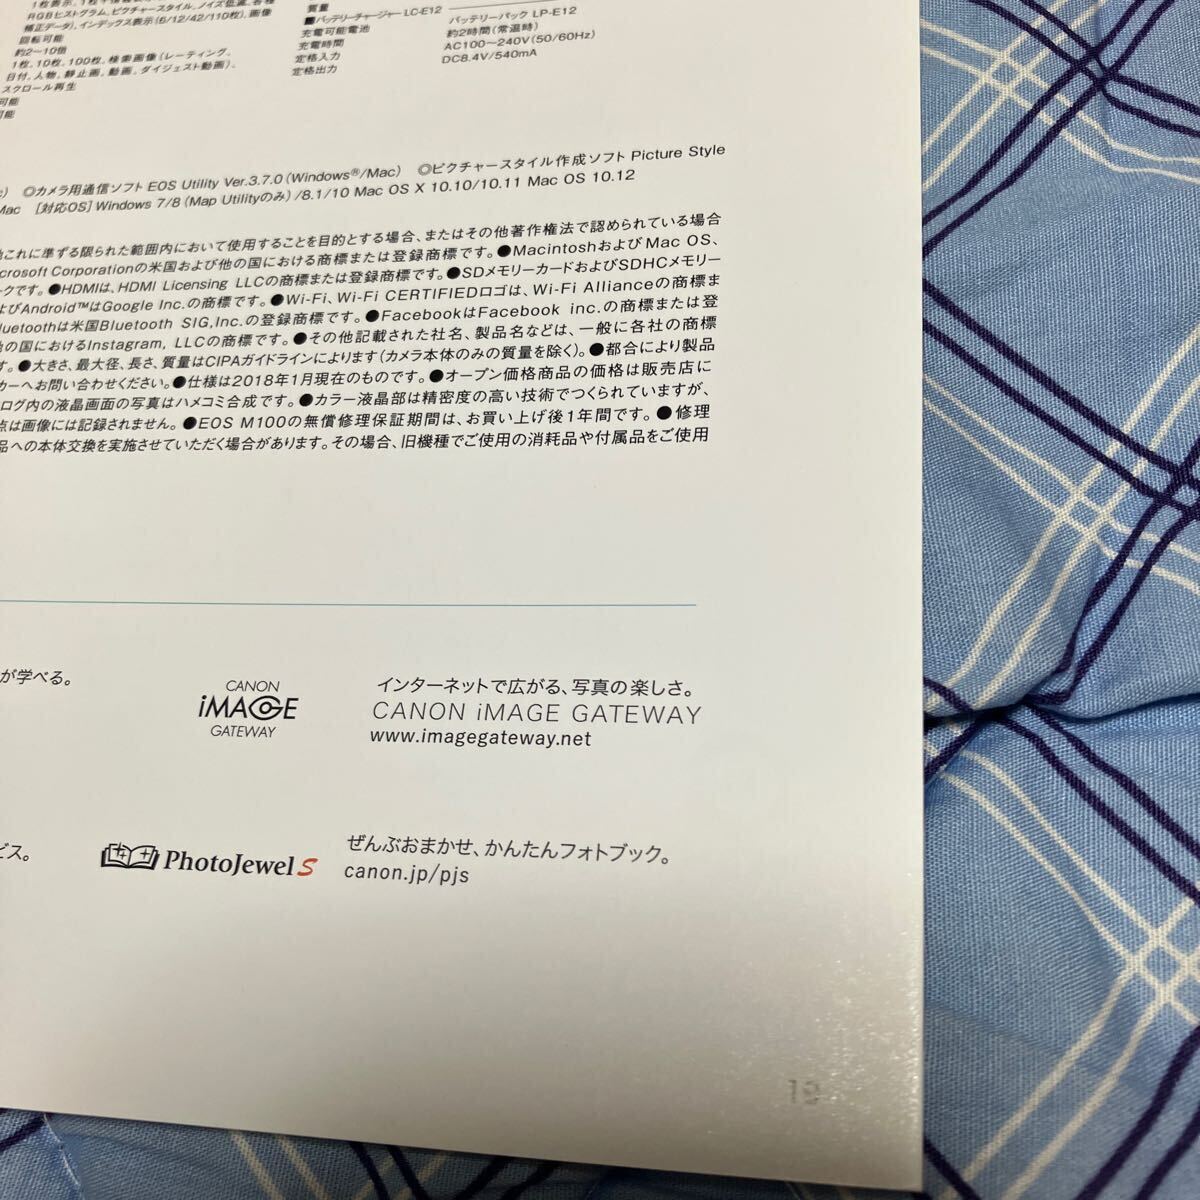 1枚表示、1枚+情報表示
RGBヒストグラム、ピクチャースタイル、ノイズ低減、各種
補正データ)、インデックス表示(6/12/42/110枚)、画像
回転可能
約2〜10倍
1枚、10枚、100枚、検索画像(レーティング、
日付、人物、静止画、動画、ダイジェスト動画)、
スクロール再生
可能
可能
質量
■バッテリーチャージャー LC-E12
充電可能電池 バッテリーパック LP-E12
充電時間 約2時間(常温時)
定格入力 AC100〜240V(50/60Hz)
定格出力 DC8.4V/540mA
c) ◎カメラ用通信ソフト EOS Utility Ver.3.7.0(Windows®/Mac) ◎ピクチャースタイル作成ソフト Picture Style
Mac [対応OS] Windows 7/8(Map Utilityのみ)/8.1/10 Mac OS X 10.10/10.11 Mac OS 10.12
これに準ずる限られた範囲内において使用することを目的とする場合、またはその他著作権法で認められている場合
crosoft Corporationの米国および他の国における商標または登録商標です。●MacintoshおよびMac OS、
ークです。●HDMIは、HDMI Licensing LLCの商標または登録商標です。●SDメモリーカードおよびSDHCメモリー
よびAndroid™はGoogle Inc.の商標です。●Wi-Fi、Wi-Fi CERTIFIEDロゴは、Wi-Fi Allianceの商標ま
luetoothは米国Bluetooth SIG,Inc.の登録商標です。●FacebookはFacebook inc.の商標または登
の国におけるInstagram, LLCの商標です。●その他記載された社名、製品名などは、一般に各社の商標
す。●大きさ、最大径、長さ、質量はCIPAガイドラインによります(カメラ本体のみの質量を除く)。●都合により製品
カーへお問い合わせください。●仕様は2018年1月現在のものです。●オープン価格商品の価格は販売店に
ログ内の液晶画面の写真はハメコミ合成です。●カラー液晶部は精密度の高い技術でつくられていますが、
点は画像には記録されません。●EOS M100の無償修理保証期間は、お買い上げ後1年間です。●修理
品への本体交換を実施させていただく場合があります。その場合、旧機種でご使用の消耗品や付属品をご使用
が学べる。
CANON
iMAGE
GATEWAY
インターネットで広がる、写真の楽しさ。
CANON iMAGE GATEWAY
www.imagegateway.net
ビス。
PhotoJewel S
ぜんぶおまかせ、かんたんフォトブック。
canon.jp/pjs
19